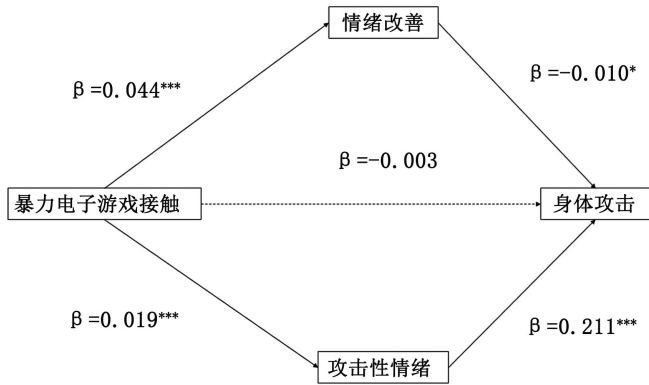 情绪改善
β=0.044***
β=-0.010*
β=-0.003
暴力电子游戏接触
身体攻击
β=0.019***
β=0.211***
攻击性情绪